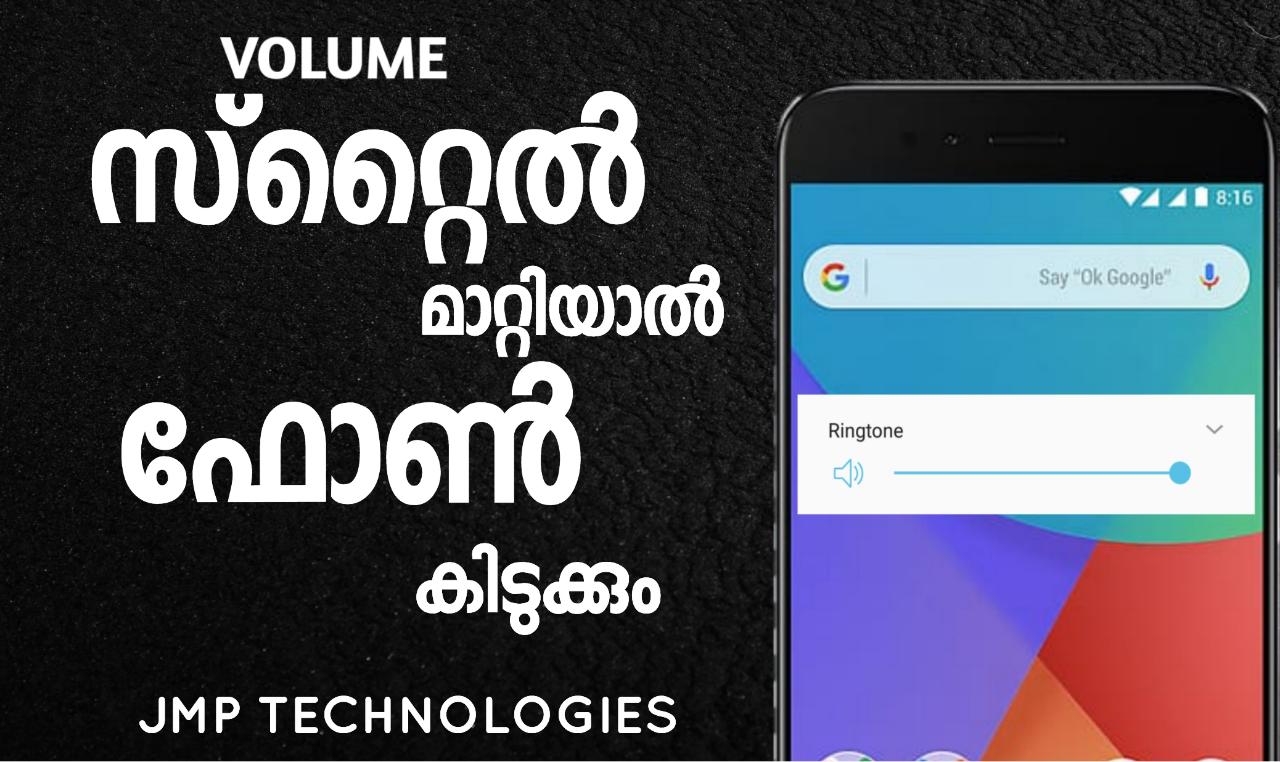 VOLUME
സ്റ്റൈൽ
മാറ്റിയാൽ
ഫോൺ
കിടുക്കും
JMP TECHNOLOGIES
8:16
Say “Ok Google”
Ringtone